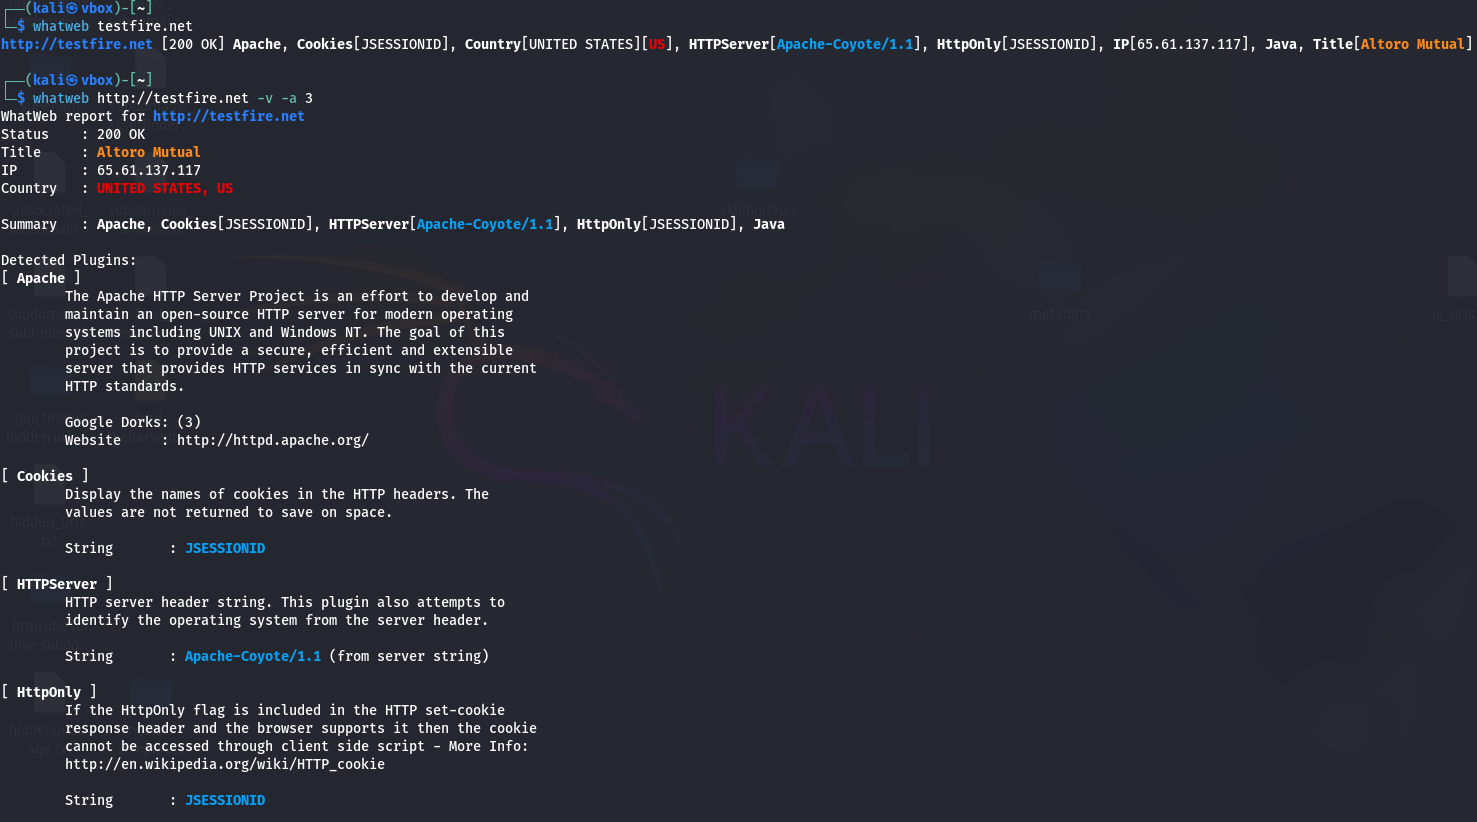 ┌──(kali㉿vbox)-[~]
└─$ whatweb testfire.net
http://testfire.net [200 OK] Apache, Cookies[JSESSIONID], Country[UNITED STATES][US], HTTPServer[Apache-Coyote/1.1], HttpOnly[JSESSIONID], IP[65.61.137.117], Java, Title[Altoro Mutual]
┌──(kali㉿vbox)-[~]
└─$ whatweb http://testfire.net -v -a 3
WhatWeb report for http://testfire.net
Status    : 200 OK
Title     : Altoro Mutual
IP        : 65.61.137.117
Country   : UNITED STATES, US
Summary   : Apache, Cookies[JSESSIONID], HTTPServer[Apache-Coyote/1.1], HttpOnly[JSESSIONID], Java
Detected Plugins:
[ Apache ]
The Apache HTTP Server Project is an effort to develop and
maintain an open-source HTTP server for modern operating
systems including UNIX and Windows NT. The goal of this
project is to provide a secure, efficient and extensible
server that provides HTTP services in sync with the current
HTTP standards.
Google Dorks: (3)
Website     : http://httpd.apache.org/
[ Cookies ]
Display the names of cookies in the HTTP headers. The
values are not returned to save on space.
String       : JSESSIONID
[ HTTPServer ]
HTTP server header string. This plugin also attempts to
identify the operating system from the server header.
String       : Apache-Coyote/1.1 (from server string)
[ HttpOnly ]
If the HttpOnly flag is included in the HTTP set-cookie
response header and the browser supports it then the cookie
cannot be accessed through client side script - More Info:
http://en.wikipedia.org/wiki/HTTP_cookie
String       : JSESSIONID
KALI
skillhorizon
metadata
js_urls
associated
subdomains
hidden_urls.
txt